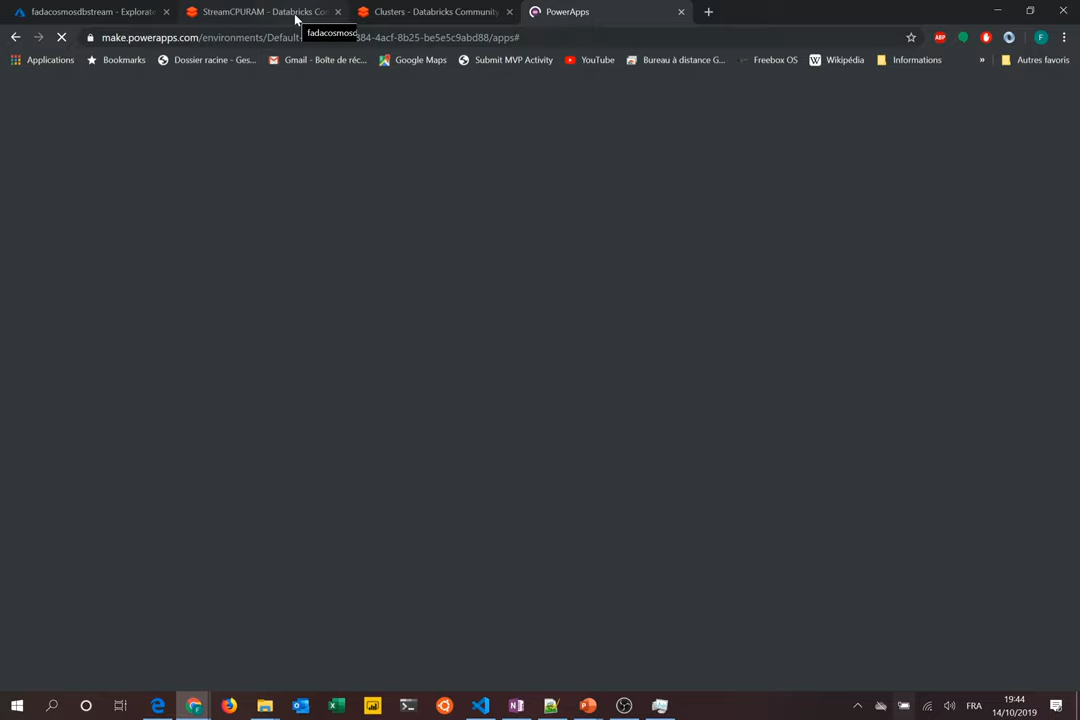 fadacosmosdbstream - Explorate
StreamCPURAM - Databricks Con
Clusters - Databricks Community
PowerApps
fadacosmosd
make.powerapps.com/environments/Default-
384-4acf-8b25-be5e5c9abd88/apps#
ABP
F
Applications
Bookmarks
Dossier racine - Ges...
Gmail - Boîte de réc...
Google Maps
Submit MVP Activity
YouTube
Bureau à distance G...
Freebox OS
W Wikipédia
Informations
»
Autres favoris
FRA
19:44
14/10/2019